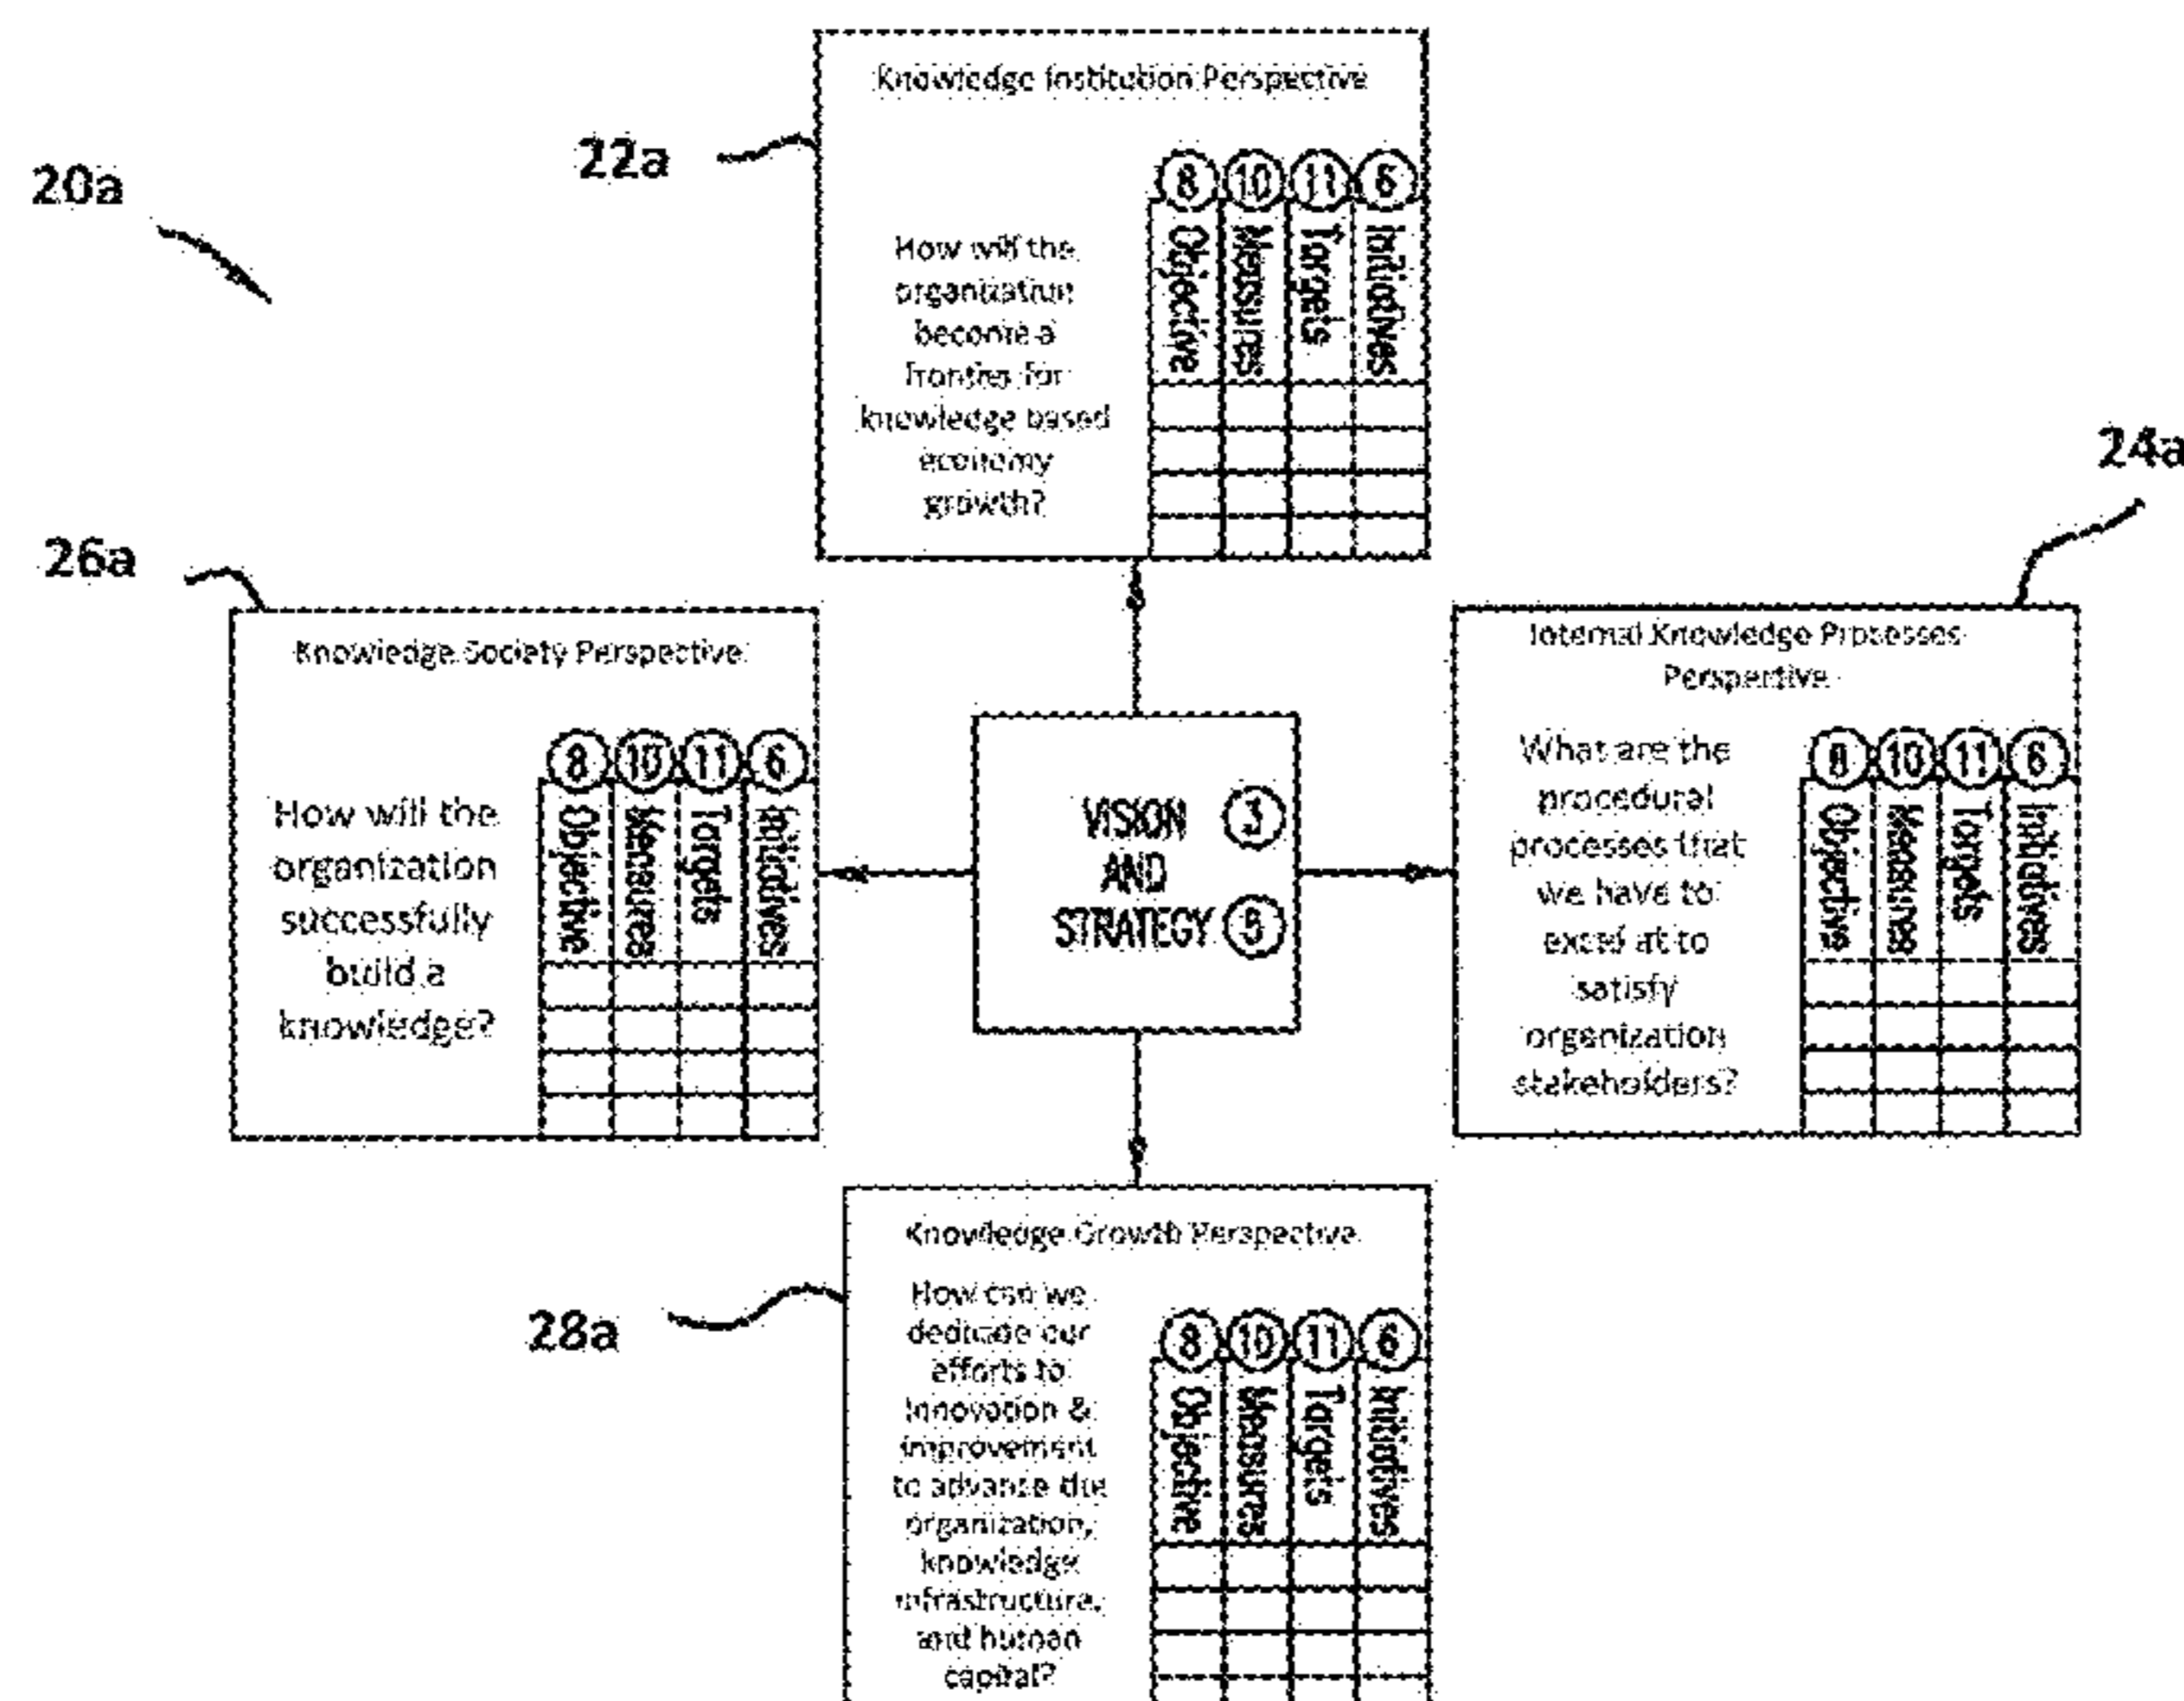 Knowledge Institution Perspective
22a
20a
8 10 11 6
Objective Measures Targets Initiatives
How will the
organization
become a
frontier for
knowledge based
economy
growth?
24a
26a
Knowledge Society Perspective
8 10 11 6
Objective Measures Targets Initiatives
How will the
organization
successfully
build a
knowledge?
VISION 3
AND
STRATEGY 5
Internal Knowledge Processes
Perspective
8 10 11 6
Objective Measures Targets Initiatives
What are the
procedural
processes that
we have to
excel at to
satisfy
organization
stakeholders?
Knowledge Growth Perspective
28a
8 10 11 6
Objective Measures Targets Initiatives
How can we
dedicate our
efforts to
Innovation &
improvement
to advance the
organization,
knowledge
infrastructure,
and human
capital?